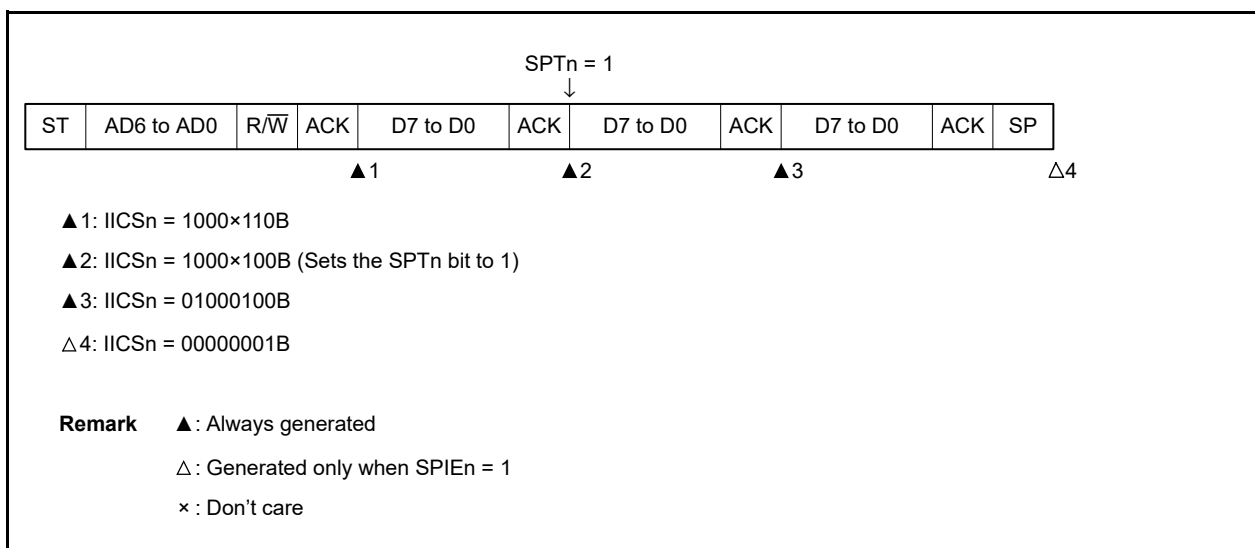 SPTn = 1
↓
ST AD6 to AD0 R/W̅ ACK D7 to D0 ACK D7 to D0 ACK D7 to D0 ACK SP
▲1 ▲2 ▲3 △4
▲1: IICSn = 1000×110B
▲2: IICSn = 1000×100B (Sets the SPTn bit to 1)
▲3: IICSn = 01000100B
△4: IICSn = 00000001B
Remark ▲: Always generated
△: Generated only when SPIEn = 1
× : Don't care